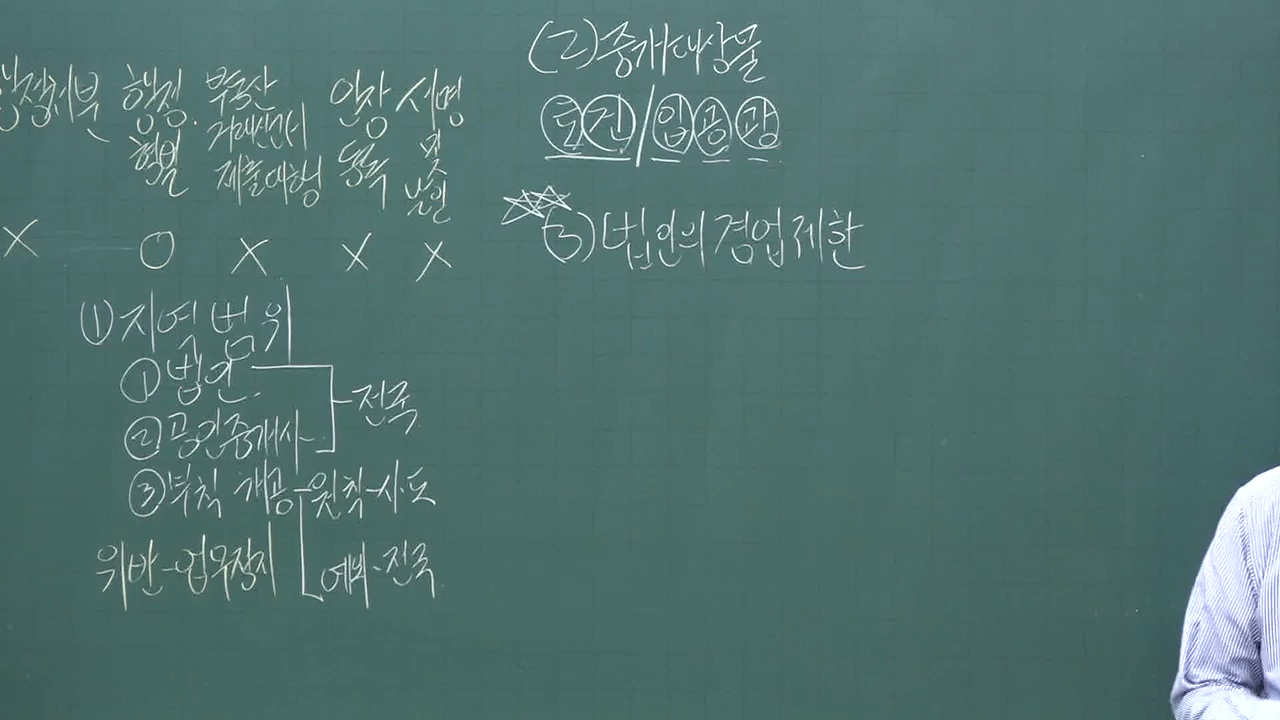 행정 부동산 인장 서명
형벌 거래신고서 등록 및
제출대행 날인
X O X X X
(1) 지역범위
① 법인 전국
② 공인중개사
③ 부칙 개공 - 원칙 - 시·도
위반 - 업무정지 예외 - 전국
(2) 중개대상물
토 건 / 입 공 광
(3) 법인의 겸업제한